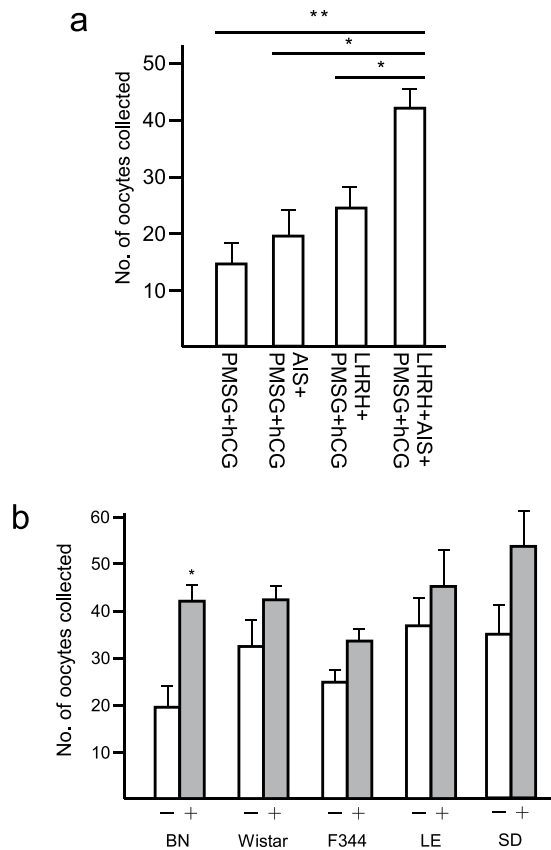 a
**
*
*
No. of oocytes collected
50
40
30
20
10
PMSG+hCG
AIS+
PMSG+hCG
LHRH+
PMSG+hCG
LHRH+AIS+
PMSG+hCG
b
No. of oocytes collected
60
50
40
30
20
10
*
− + − + − + − + − +
BN Wistar F344 LE SD